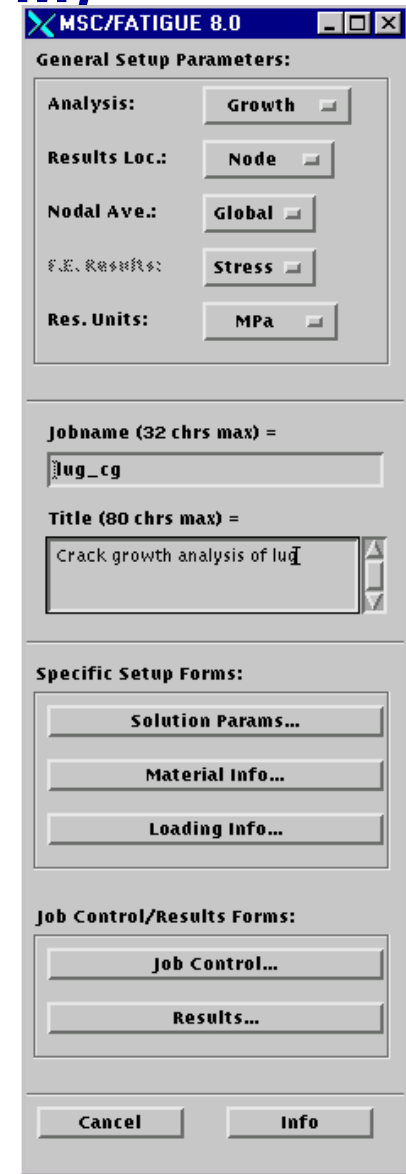 MSC/FATIGUE 8.0
General Setup Parameters:
Analysis: Growth
Results Loc.: Node
Nodal Ave.: Global
F.E. Results: Stress
Res. Units: MPa
Jobname (32 chrs max) =
lug_cg
Title (80 chrs max) =
Crack growth analysis of lug
Specific Setup Forms:
Solution Params...
Material Info...
Loading Info...
Job Control/Results Forms:
Job Control...
Results...
Cancel Info